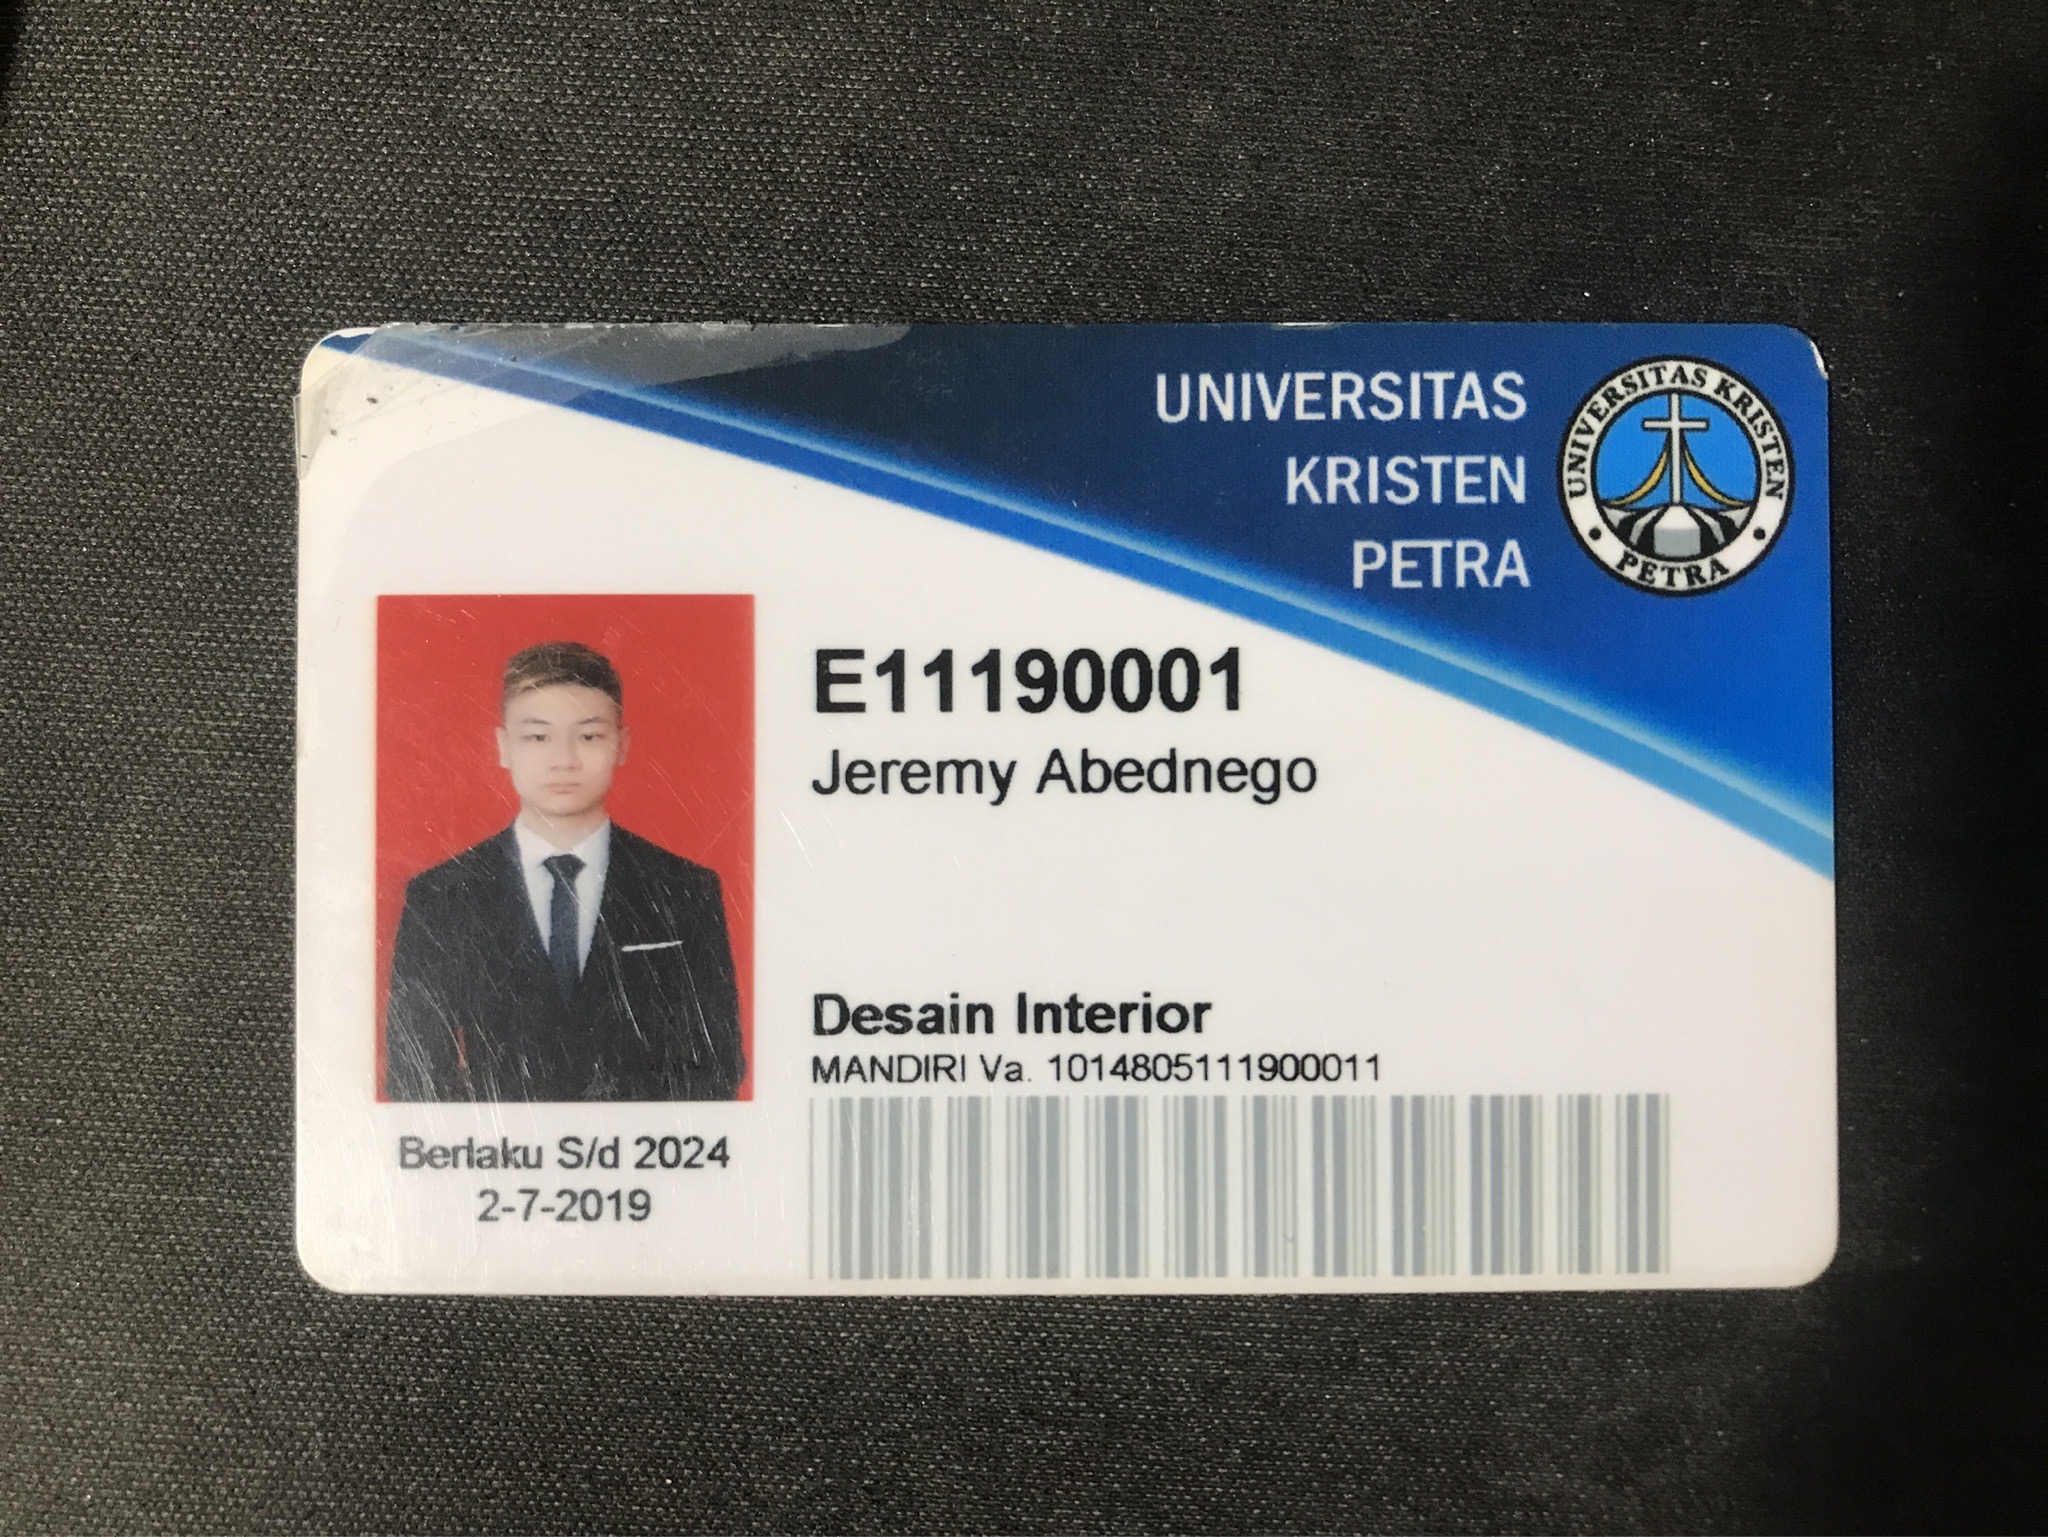 UNIVERSITAS
KRISTEN
PETRA
UNIVERSITAS KRISTEN
PETRA
E11190001
Jeremy Abednego
Desain Interior
MANDIRI Va. 1014805111900011
Berlaku S/d 2024
2-7-2019